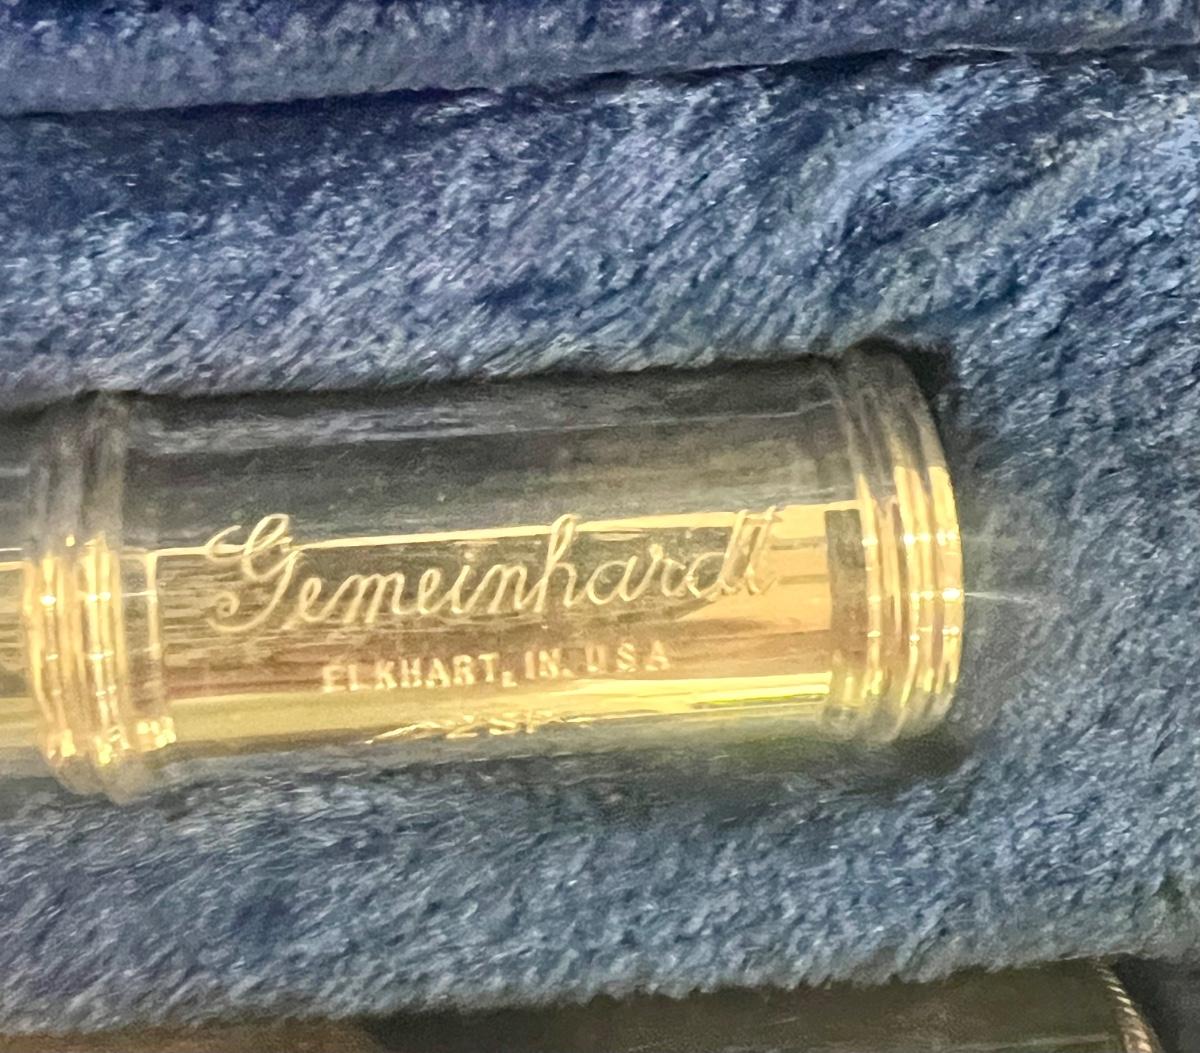 Gemeinhardt
ELKHART, IN. U.S.A